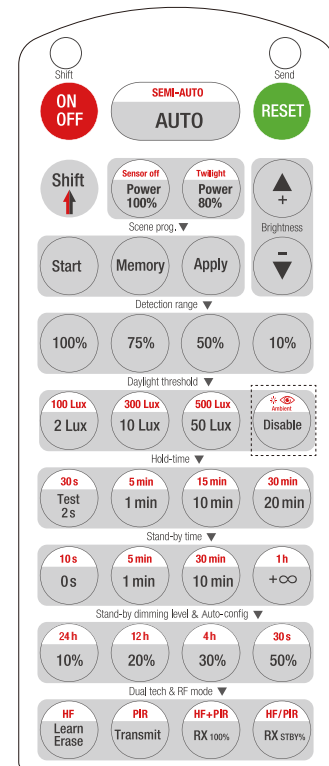 Shift Send
ON
OFF
SEMI-AUTO
AUTO
RESET
Shift
Sensor off
Power
100%
Twilight
Power
80%
+
Brightness
-
Scene prog. ▼
Start Memory Apply
Detection range ▼
100% 75% 50% 10%
Daylight threshold ▼
100 Lux 300 Lux 500 Lux Ambient
2 Lux 10 Lux 50 Lux Disable
Hold-time ▼
30 s 5 min 15 min 30 min
Test
2 s
1 min 10 min 20 min
Stand-by time ▼
10 s 5 min 30 min 1 h
0 s 1 min 10 min +∞
Stand-by dimming level & Auto-config ▼
24 h 12 h 4 h 30 s
10% 20% 30% 50%
Dual tech & RF mode ▼
HF PIR HF+PIR HF/PIR
Learn
Erase
Transmit RX 100% RX STBY%